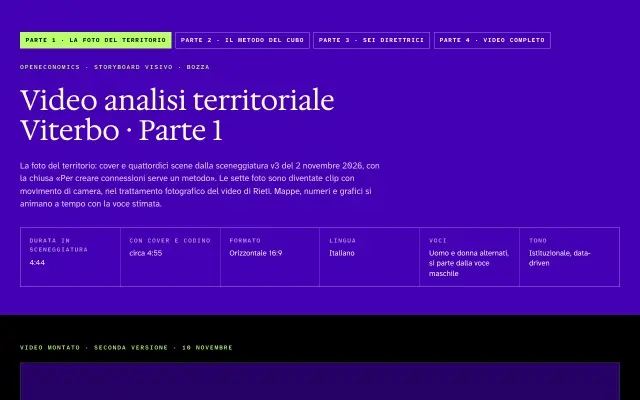 PARTE 1 · LA FOTO DEL TERRITORIO
PARTE 2 · IL METODO DEL CUBO
PARTE 3 · SEI DIRETTRICI
PARTE 4 · VIDEO COMPLETO
OPENECONOMICS · STORYBOARD VISIVO · BOZZA
Video analisi territoriale
Viterbo · Parte 1
La foto del territorio: cover e quattordici scene dalla sceneggiatura v3 del 2 novembre 2026, con
la chiusa «Per creare connessioni serve un metodo». Le sette foto sono diventate clip con
movimento di camera, nel trattamento fotografico del video di Rieti. Mappe, numeri e grafici si
animano a tempo con la voce stimata.
DURATA IN
SCENEGGIATURA
4:44
CON COVER E CODINO
circa 4:55
FORMATO
Orizzontale 16:9
LINGUA
Italiano
VOCI
Uomo e donna alternati,
si parte dalla voce
maschile
TONO
Istituzionale, data-
driven
VIDEO MONTATO · SECONDA VERSIONE · 10 NOVEMBRE